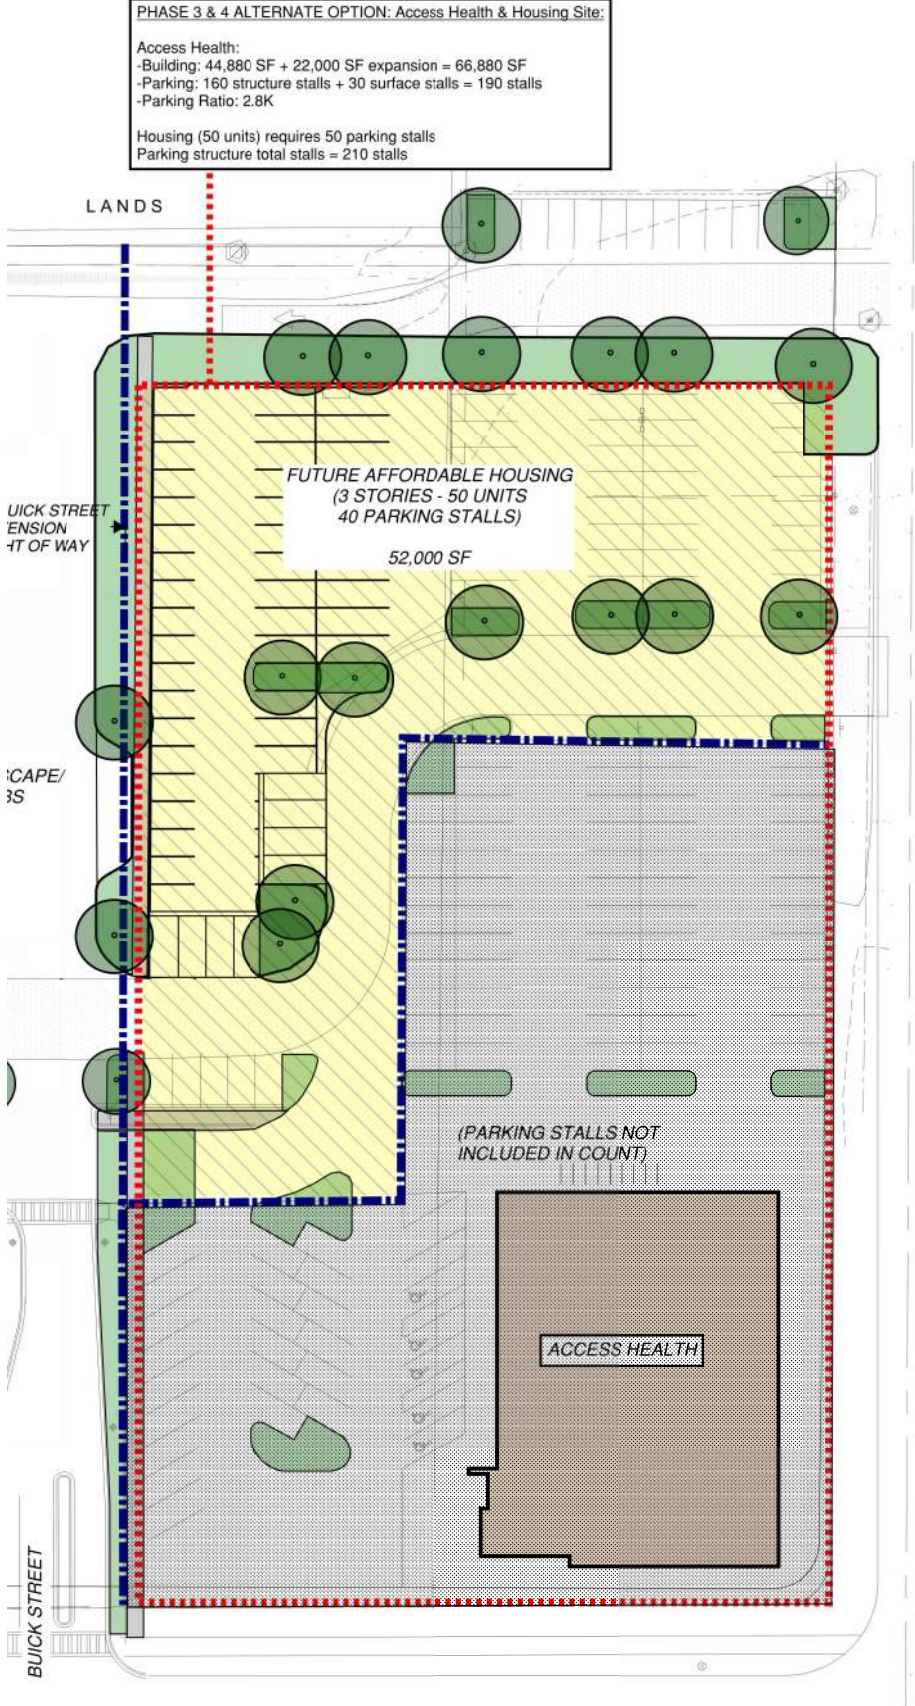 PHASE 3 & 4 ALTERNATE OPTION: Access Health & Housing Site:
Access Health:
-Building: 44,880 SF + 22,000 SF expansion = 66,880 SF
-Parking: 160 structure stalls + 30 surface stalls = 190 stalls
-Parking Ratio: 2.8K
Housing (50 units) requires 50 parking stalls
Parking structure total stalls = 210 stalls
LANDS
FUTURE AFFORDABLE HOUSING
(3 STORIES - 50 UNITS
40 PARKING STALLS)
52,000 SF
UICK STREET
ENSION
HT OF WAY
SCAPE/
BS
(PARKING STALLS NOT
INCLUDED IN COUNT)
ACCESS HEALTH
BUICK STREET